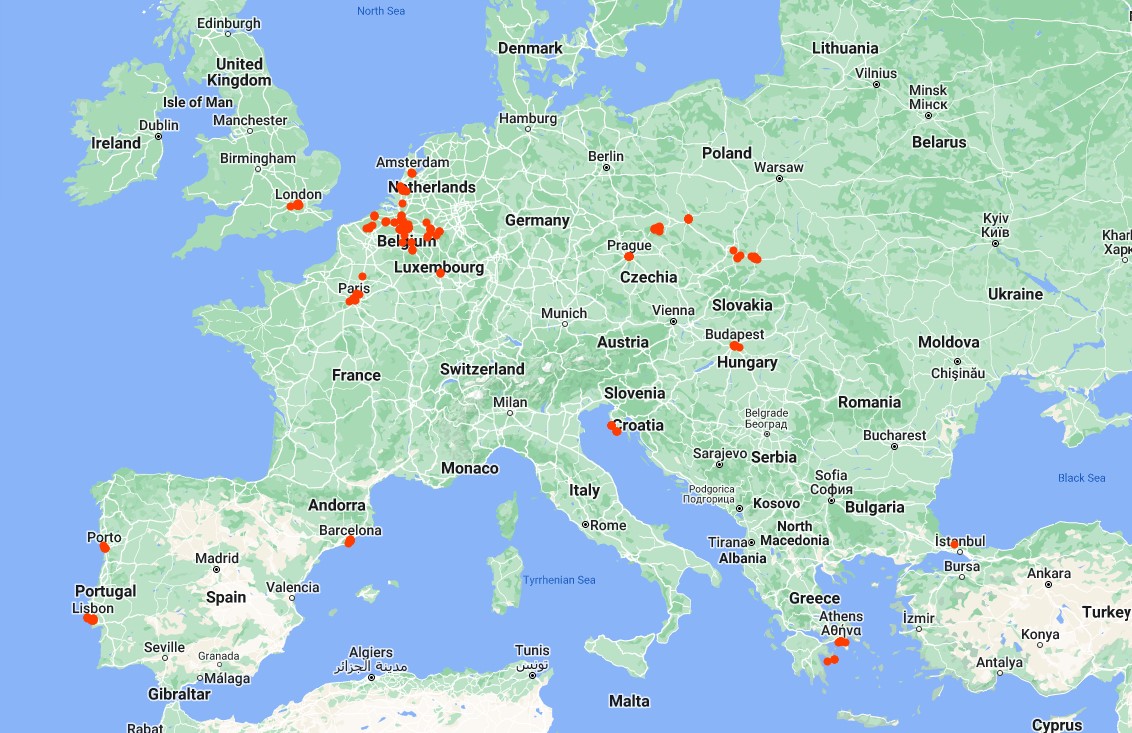 North Sea
Edinburgh
Denmark
Lithuania
United
Kingdom
Vilnius
Minsk
Мінск
Isle of Man
Manchester
Hamburg
Dublin
Ireland
Belarus
Birmingham
Amsterdam
Berlin
Poland
Warsaw
Netherlands
London
Germany
Kyiv
Київ
Belgium
Prague
Khar
Харк
Luxembourg
Czechia
Paris
Ukraine
Slovakia
Munich
Vienna
Budapest
Austria
Moldova
Hungary
Chișinău
France
Switzerland
Slovenia
Milan
Romania
Belgrade
Београд
Croatia
Bucharest
Sarajevo
Serbia
Monaco
Sofia
София
Black Sea
Italy
Podgorica
Подгорица
Kosovo
Bulgaria
Andorra
Rome
North
Macedonia
Barcelona
Porto
Tirana
İstanbul
Albania
Madrid
Bursa
Ankara
Tyrrhenian Sea
Portugal
Valencia
Spain
Greece
Lisbon
Athens
Αθήνα
İzmir
Turkey
Konya
Seville
Granada
Algiers
مدينة الجزائر
Tunis
تونس
Antalya
Málaga
Gibraltar
Malta
Rabat
Cyprus